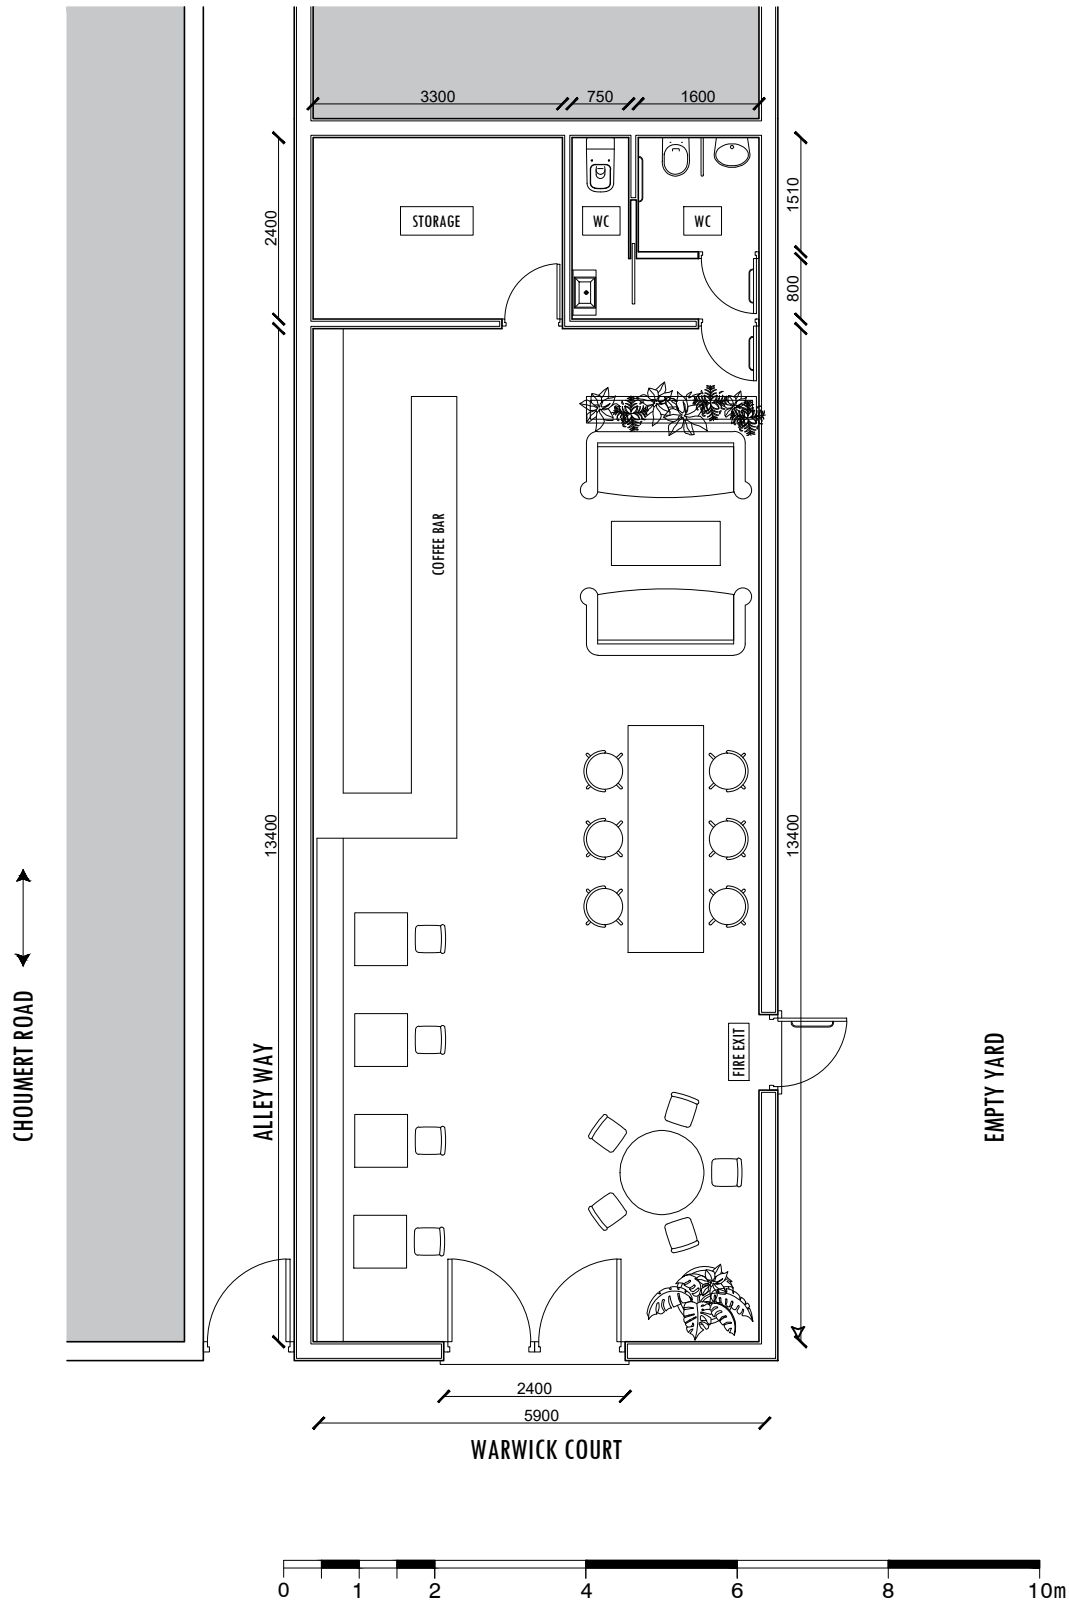 3300
750
1600
2400
1510
STORAGE
WC
WC
800
COFFEE BAR
13400
13400
CHOUMERT ROAD
ALLEY WAY
FIRE EXIT
EMPTY YARD
2400
5900
WARWICK COURT
0 1 2 4 6 8 10m